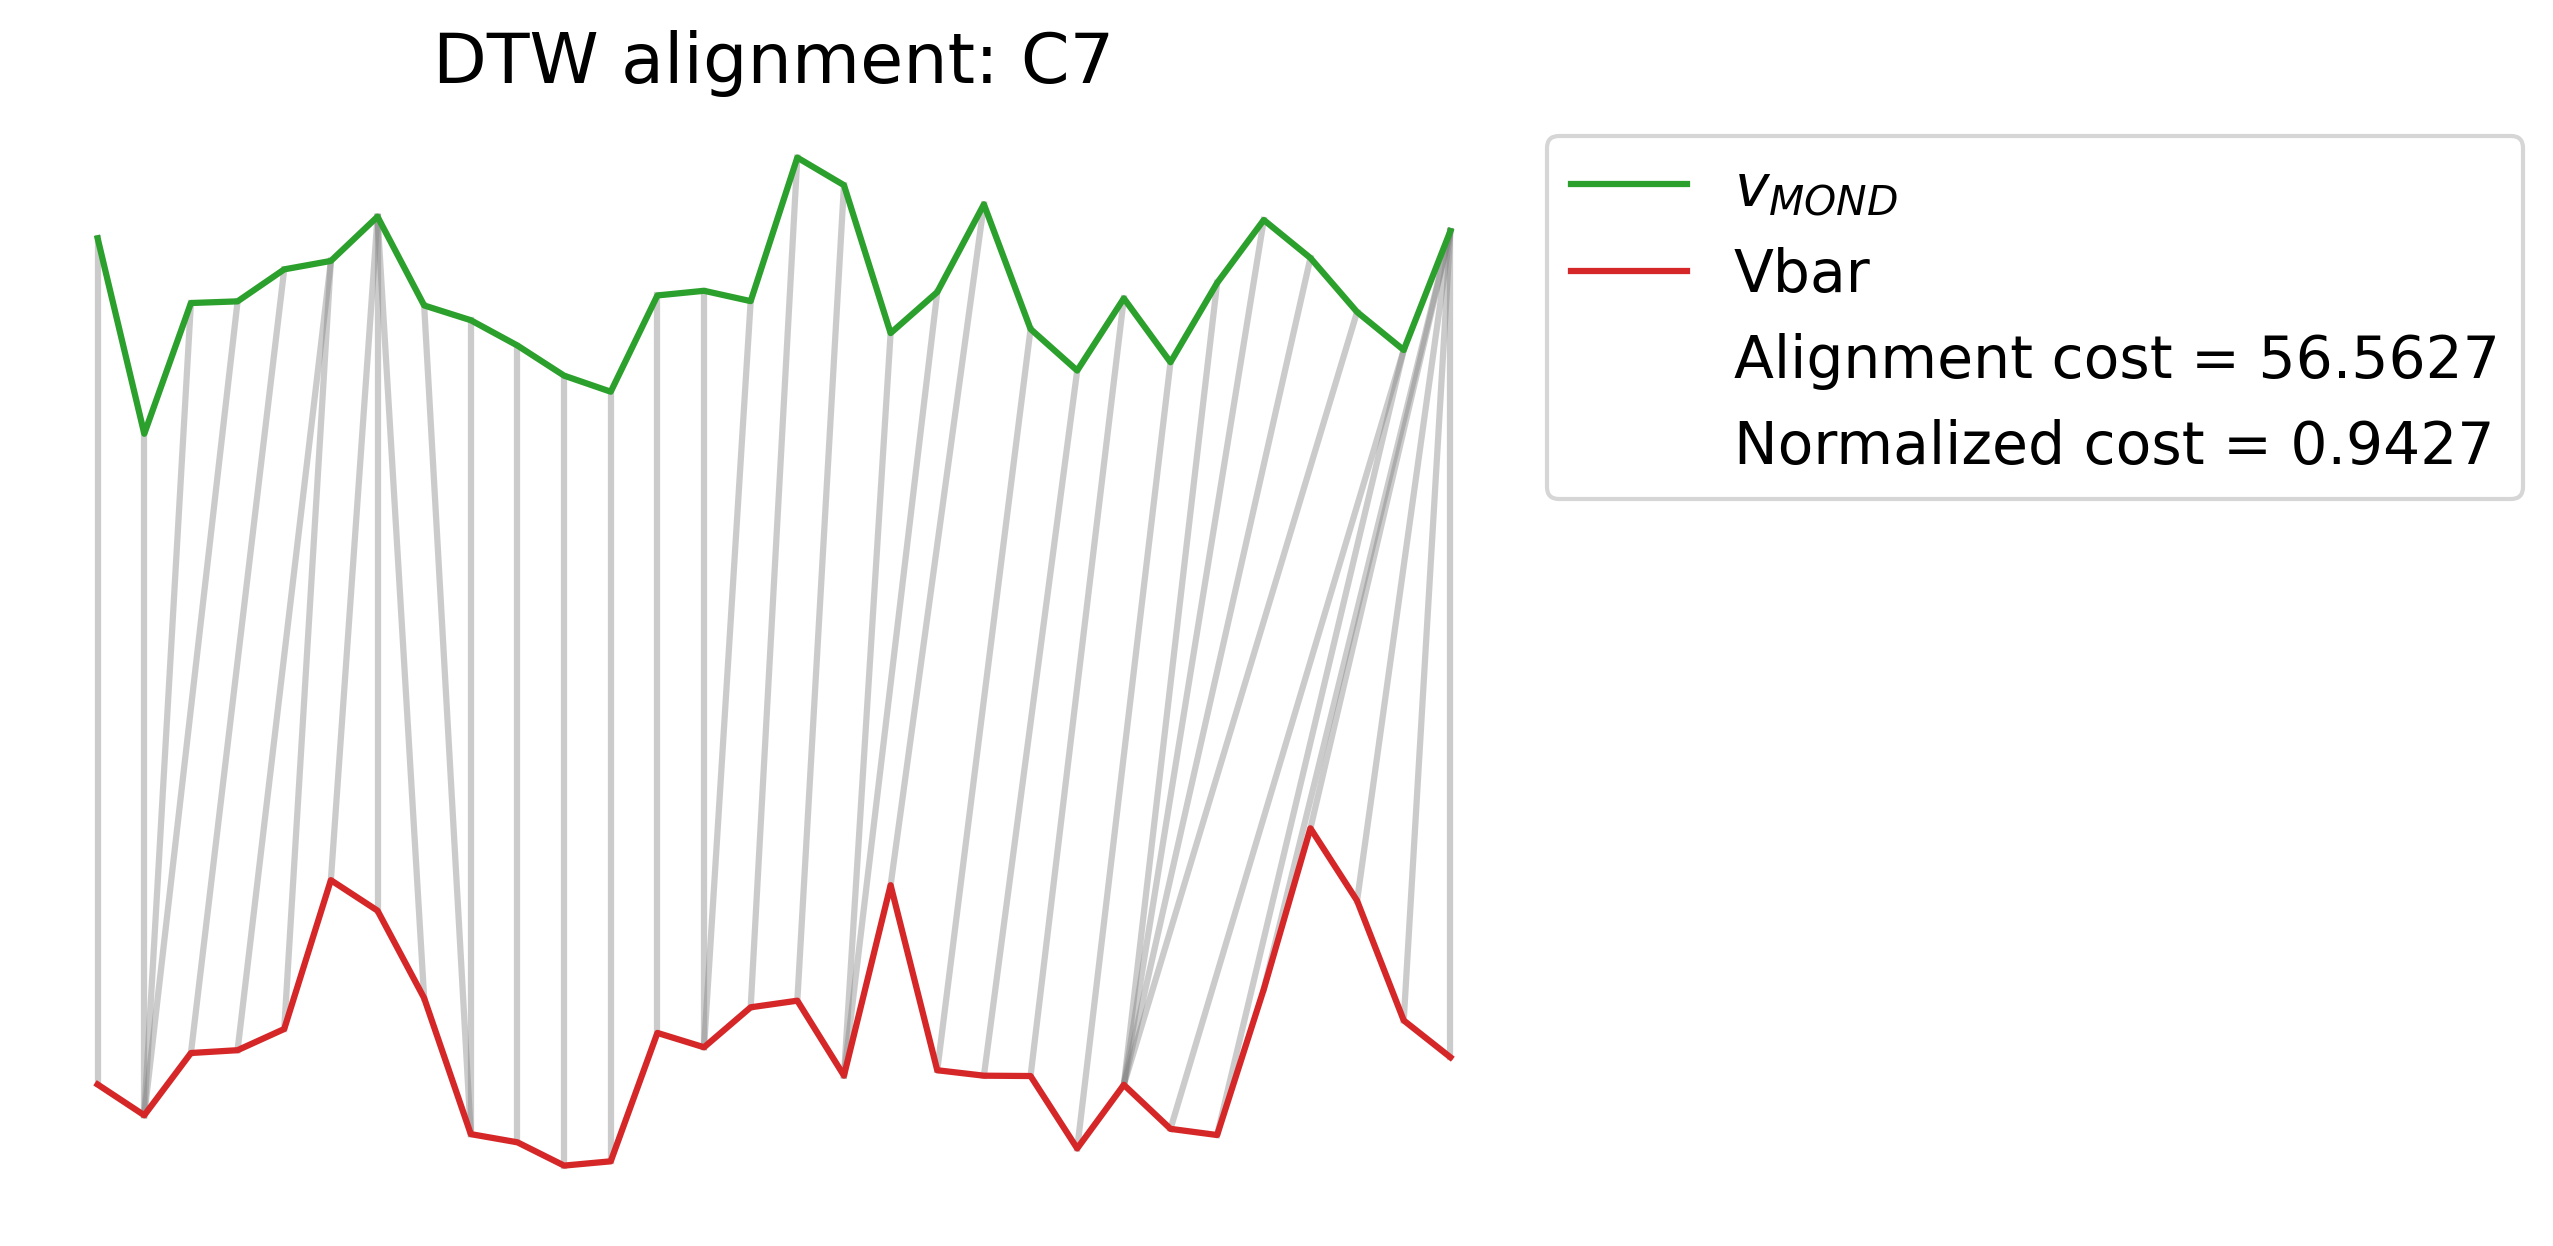 DTW alignment: C7
v_MOND
Vbar
Alignment cost = 56.5627
Normalized cost = 0.9427